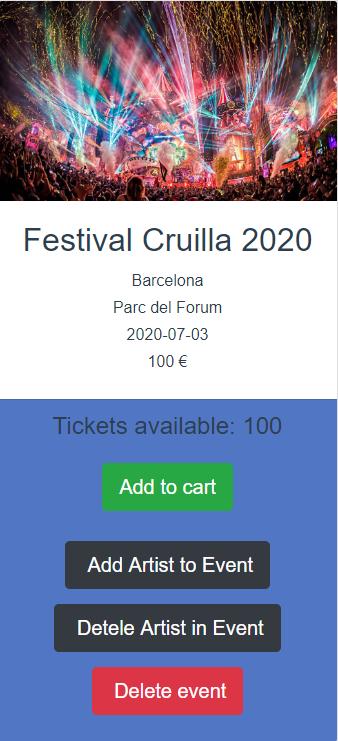 Festival Cruilla 2020
Barcelona
Parc del Forum
2020-07-03
100 €
Tickets available: 100
Add to cart
Add Artist to Event
Detele Artist in Event
Delete event